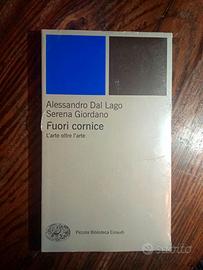 Alessandro Dal Lago
Serena Giordano
Fuori cornice
L'arte oltre l'arte
Piccola Biblioteca Einaudi
subito